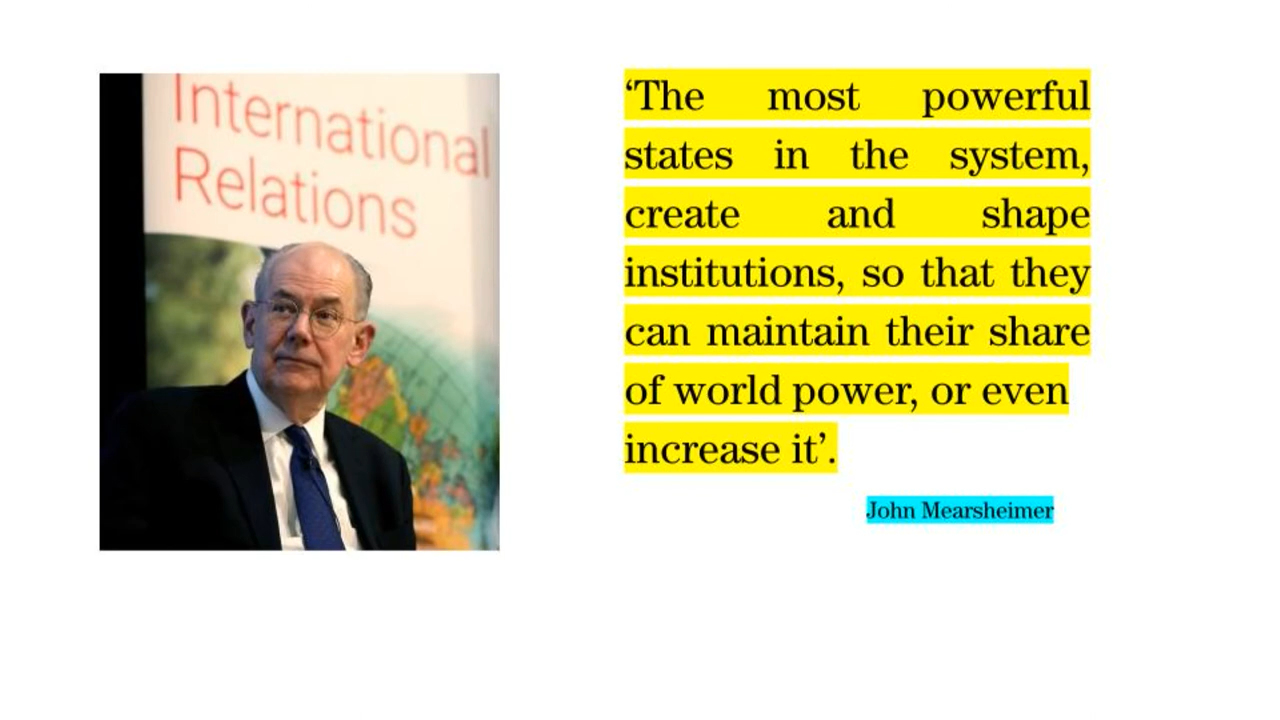 International
Relations
‘The most powerful
states in the system,
create and shape
institutions, so that they
can maintain their share
of world power, or even
increase it’.
John Mearsheimer